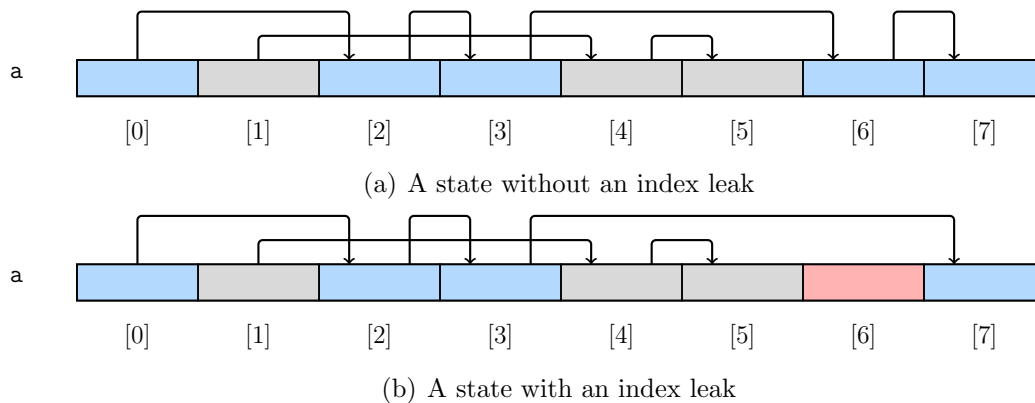 a
[0] [1] [2] [3] [4] [5] [6] [7]
(a) A state without an index leak
a
[0] [1] [2] [3] [4] [5] [6] [7]
(b) A state with an index leak